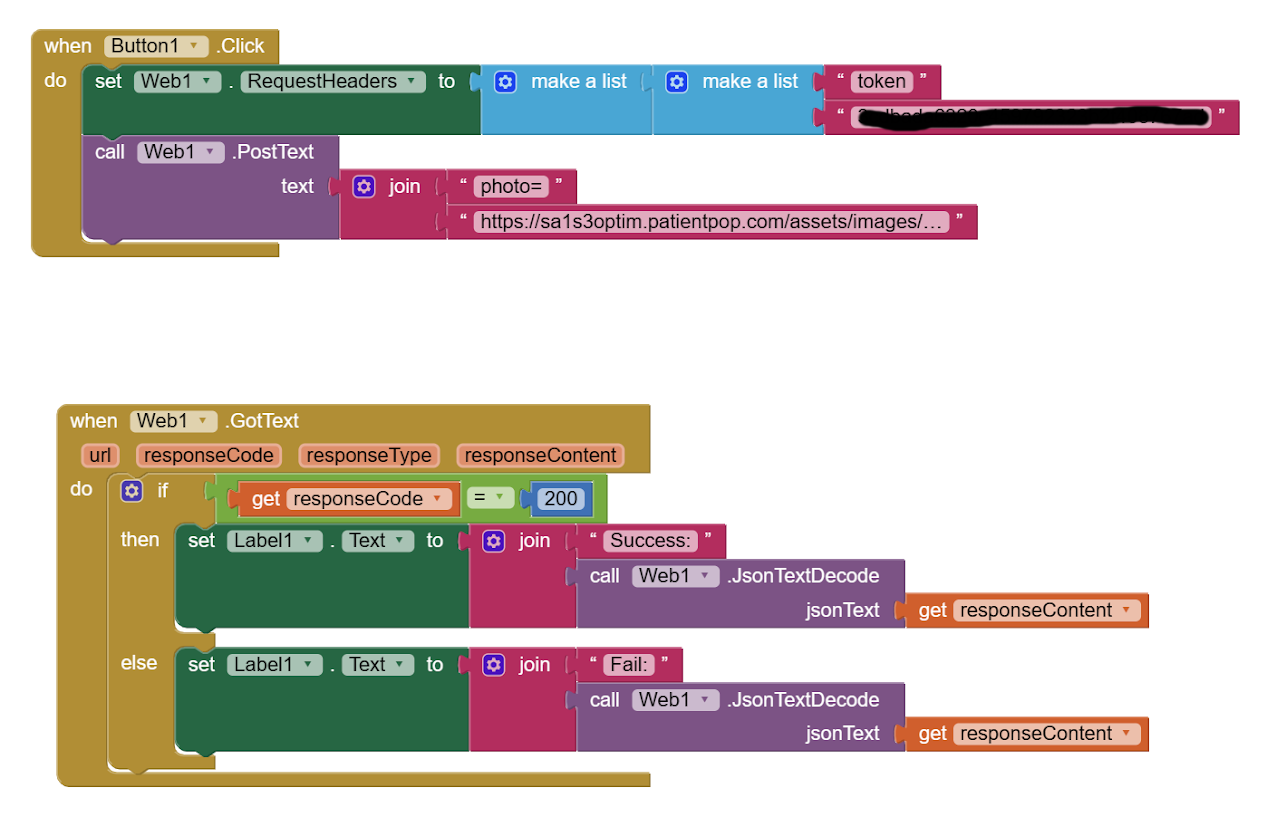 when Button1 .Click
do set Web1 . RequestHeaders to make a list make a list “ token ”
“ ”
call Web1 .PostText
text join “ photo= ”
“ https://sa1s3optim.patientpop.com/assets/images/… ”
when Web1 .GotText
url responseCode responseType responseContent
do if get responseCode = 200
then set Label1 . Text to join “ Success: ”
call Web1 .JsonTextDecode
jsonText get responseContent
else set Label1 . Text to join “ Fail: ”
call Web1 .JsonTextDecode
jsonText get responseContent